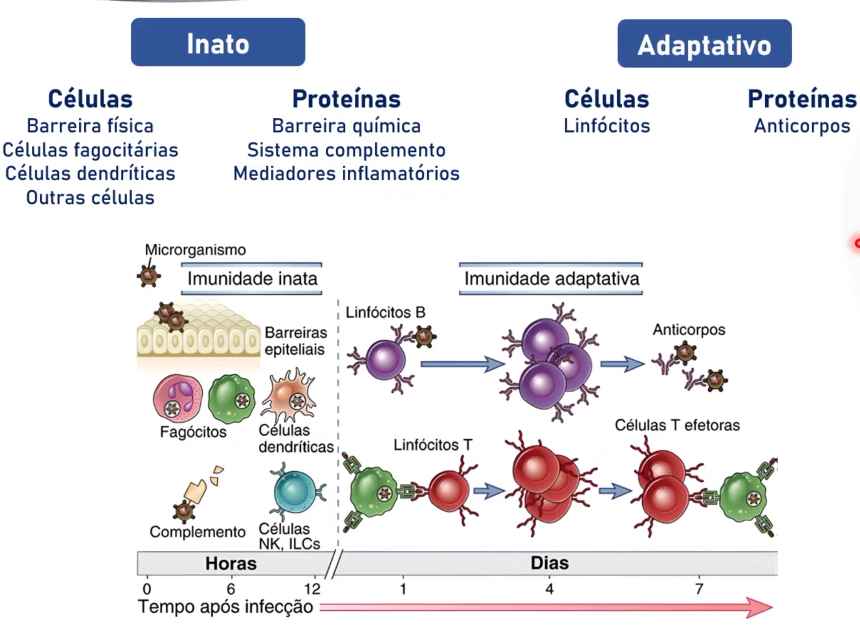 Inato
Adaptativo
Células
Barreira física
Células fagocitárias
Células dendríticas
Outras células
Proteínas
Barreira química
Sistema complemento
Mediadores inflamatórios
Células
Linfócitos
Proteínas
Anticorpos
Microrganismo
Imunidade inata
Imunidade adaptativa
Barreiras
epiteliais
Fagócitos
Células
dendríticas
Complemento
Células
NK, ILCs
Linfócitos B
Anticorpos
Linfócitos T
Células T efetoras
Horas
Dias
0 6 12 1 4 7
Tempo após infecção